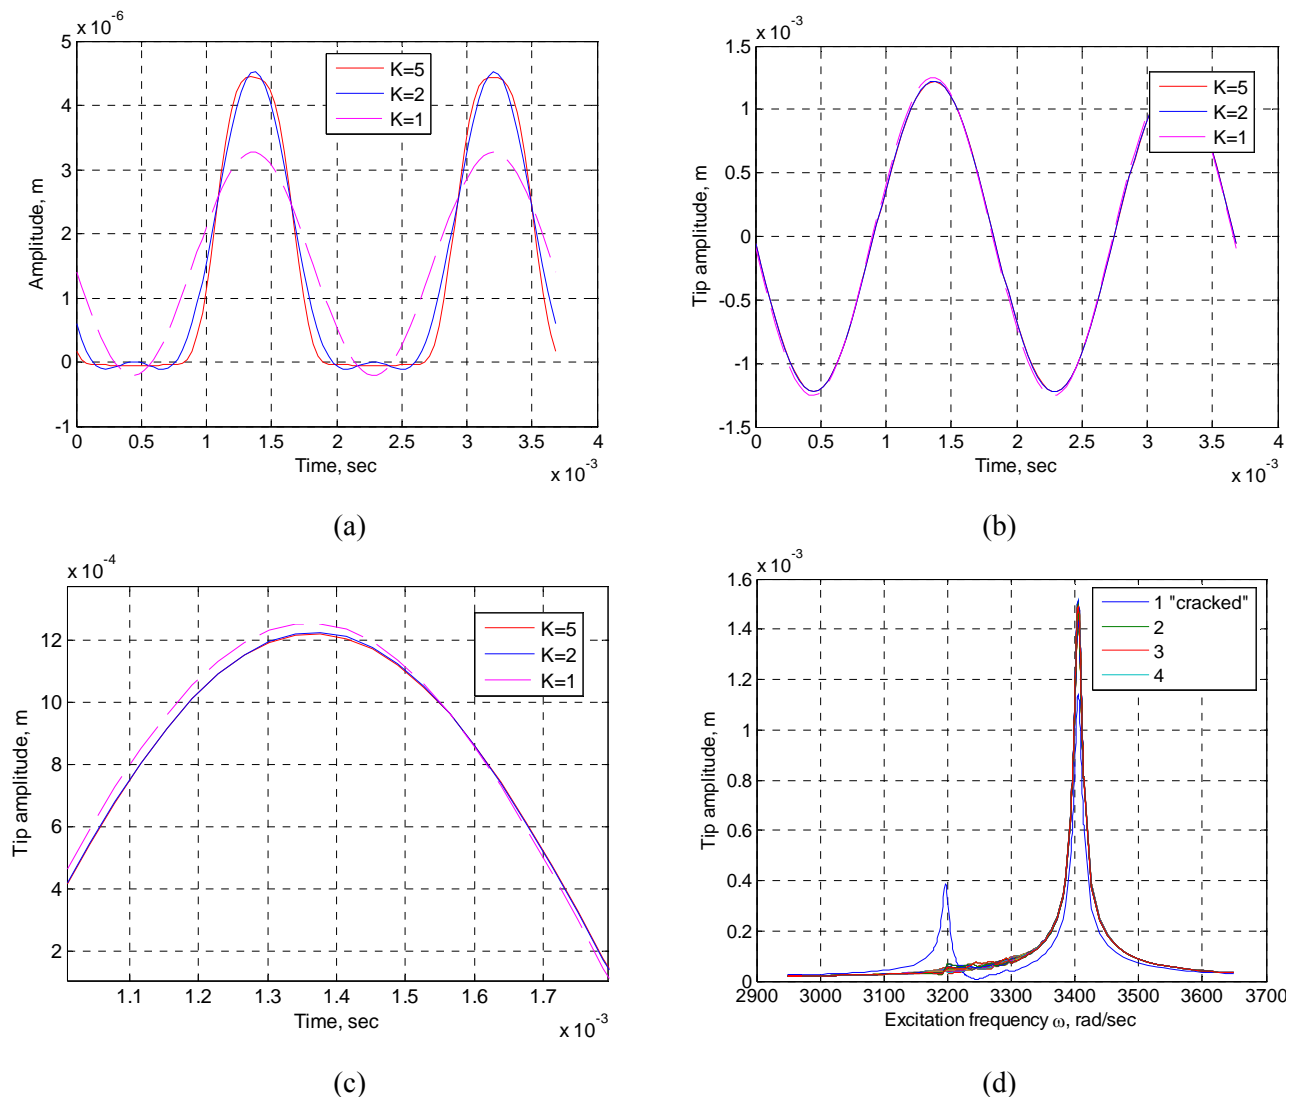 x 10-6
5
4
3
2
1
0
-1
Amplitude, m
K=5
K=2
K=1
0 0.5 1 1.5 2 2.5 3 3.5 4
Time, sec
x 10-3
(a)
x 10-3
1.5
1
0.5
0
-0.5
-1
-1.5
Tip amplitude, m
K=5
K=2
K=1
0 0.5 1 1.5 2 2.5 3 3.5 4
Time, sec
x 10-3
(b)
x 10-4
12
10
8
6
4
2
Tip amplitude, m
K=5
K=2
K=1
1.1 1.2 1.3 1.4 1.5 1.6 1.7
Time, sec
x 10-3
(c)
x 10-3
1.6
1.4
1.2
1
0.8
0.6
0.4
0.2
0
Tip amplitude, m
1 "cracked"
2
3
4
2900 3000 3100 3200 3300 3400 3500 3600 3700
Excitation frequency ω, rad/sec
(d)